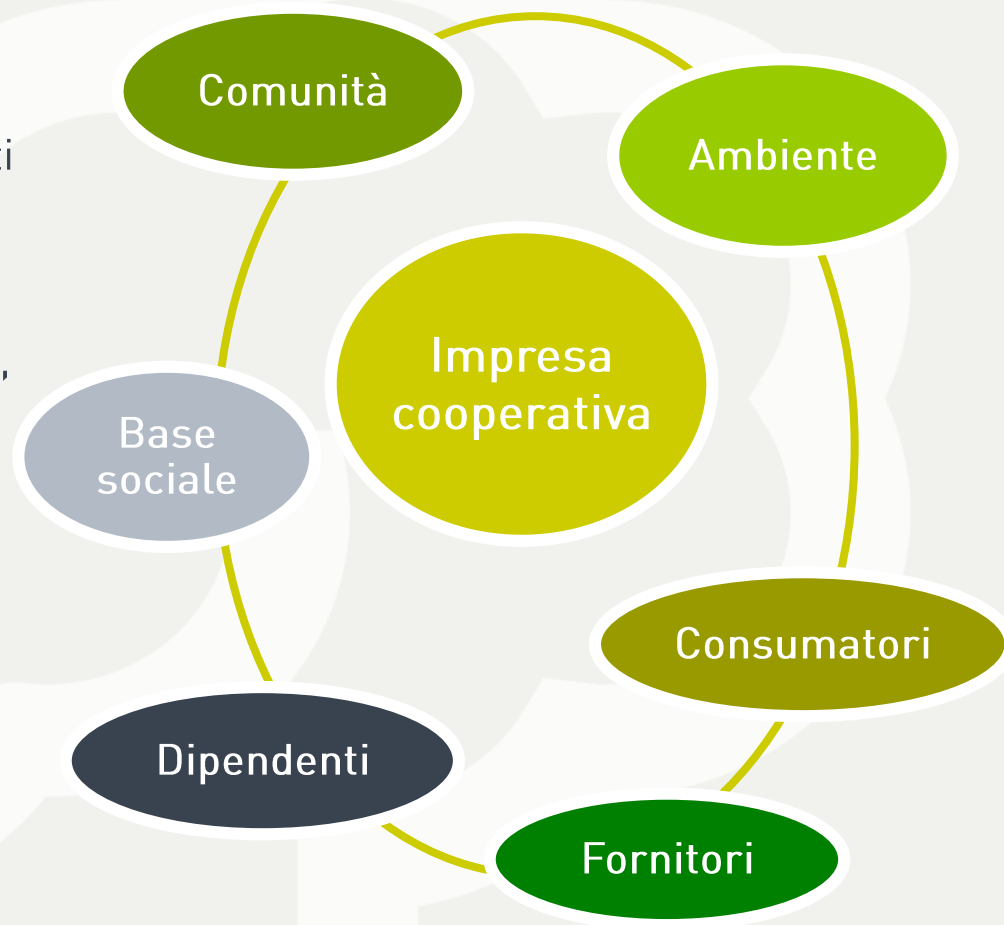 Comunità
Ambiente
Impresa
cooperativa
Base
sociale
Consumatori
Dipendenti
Fornitori